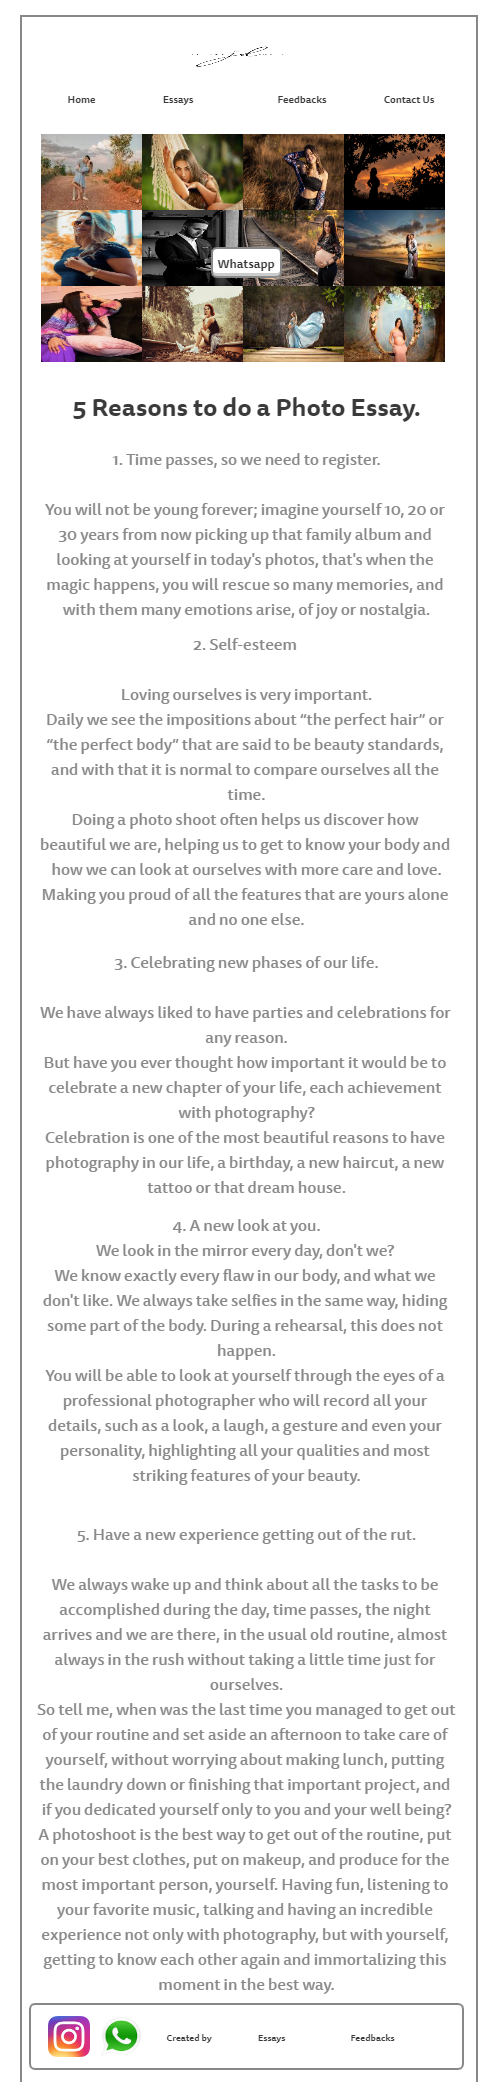 Home Essays Feedbacks Contact Us
Whatsapp
5 Reasons to do a Photo Essay.
1. Time passes, so we need to register.
You will not be young forever; imagine yourself 10, 20 or
30 years from now picking up that family album and
looking at yourself in today's photos, that's when the
magic happens, you will rescue so many memories, and
with them many emotions arise, of joy or nostalgia.
2. Self-esteem
Loving ourselves is very important.
Daily we see the impositions about “the perfect hair” or
“the perfect body” that are said to be beauty standards,
and with that it is normal to compare ourselves all the
time.
Doing a photo shoot often helps us discover how
beautiful we are, helping us to get to know your body and
how we can look at ourselves with more care and love.
Making you proud of all the features that are yours alone
and no one else.
3. Celebrating new phases of our life.
We have always liked to have parties and celebrations for
any reason.
But have you ever thought how important it would be to
celebrate a new chapter of your life, each achievement
with photography?
Celebration is one of the most beautiful reasons to have
photography in our life, a birthday, a new haircut, a new
tattoo or that dream house.
4. A new look at you.
We look in the mirror every day, don't we?
We know exactly every flaw in our body, and what we
don't like. We always take selfies in the same way, hiding
some part of the body. During a rehearsal, this does not
happen.
You will be able to look at yourself through the eyes of a
professional photographer who will record all your
details, such as a look, a laugh, a gesture and even your
personality, highlighting all your qualities and most
striking features of your beauty.
5. Have a new experience getting out of the rut.
We always wake up and think about all the tasks to be
accomplished during the day, time passes, the night
arrives and we are there, in the usual old routine, almost
always in the rush without taking a little time just for
ourselves.
So tell me, when was the last time you managed to get out
of your routine and set aside an afternoon to take care of
yourself, without worrying about making lunch, putting
the laundry down or finishing that important project, and
if you dedicated yourself only to you and your well being?
A photoshoot is the best way to get out of the routine, put
on your best clothes, put on makeup, and produce for the
most important person, yourself. Having fun, listening to
your favorite music, talking and having an incredible
experience not only with photography, but with yourself,
getting to know each other again and immortalizing this
moment in the best way.
Created by Essays Feedbacks